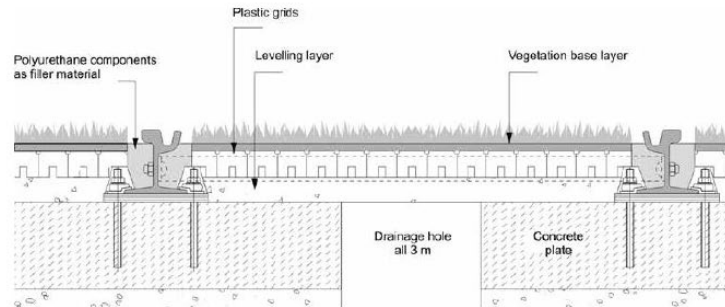 Plastic grids
Polyurethane components
as filler material
Levelling layer
Vegetation base layer
Drainage hole
all 3 m
Concrete
plate